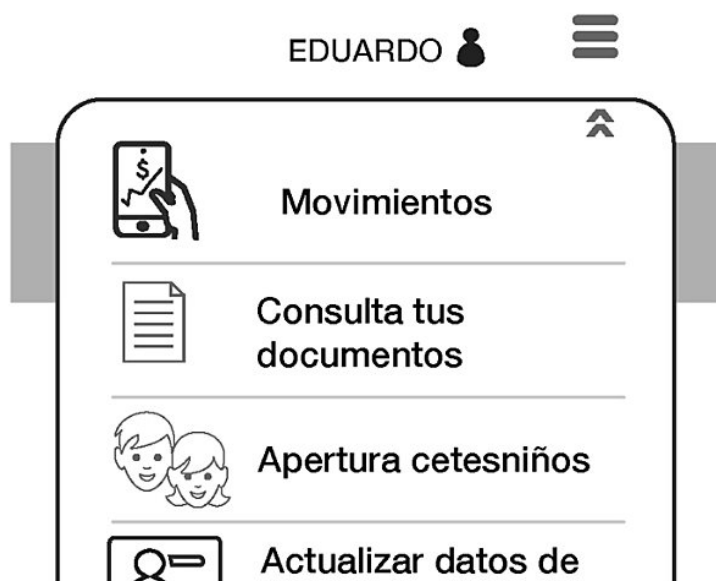 EDUARDO
$
Movimientos
Consulta tus
documentos
Apertura cetesniños
Actualizar datos de